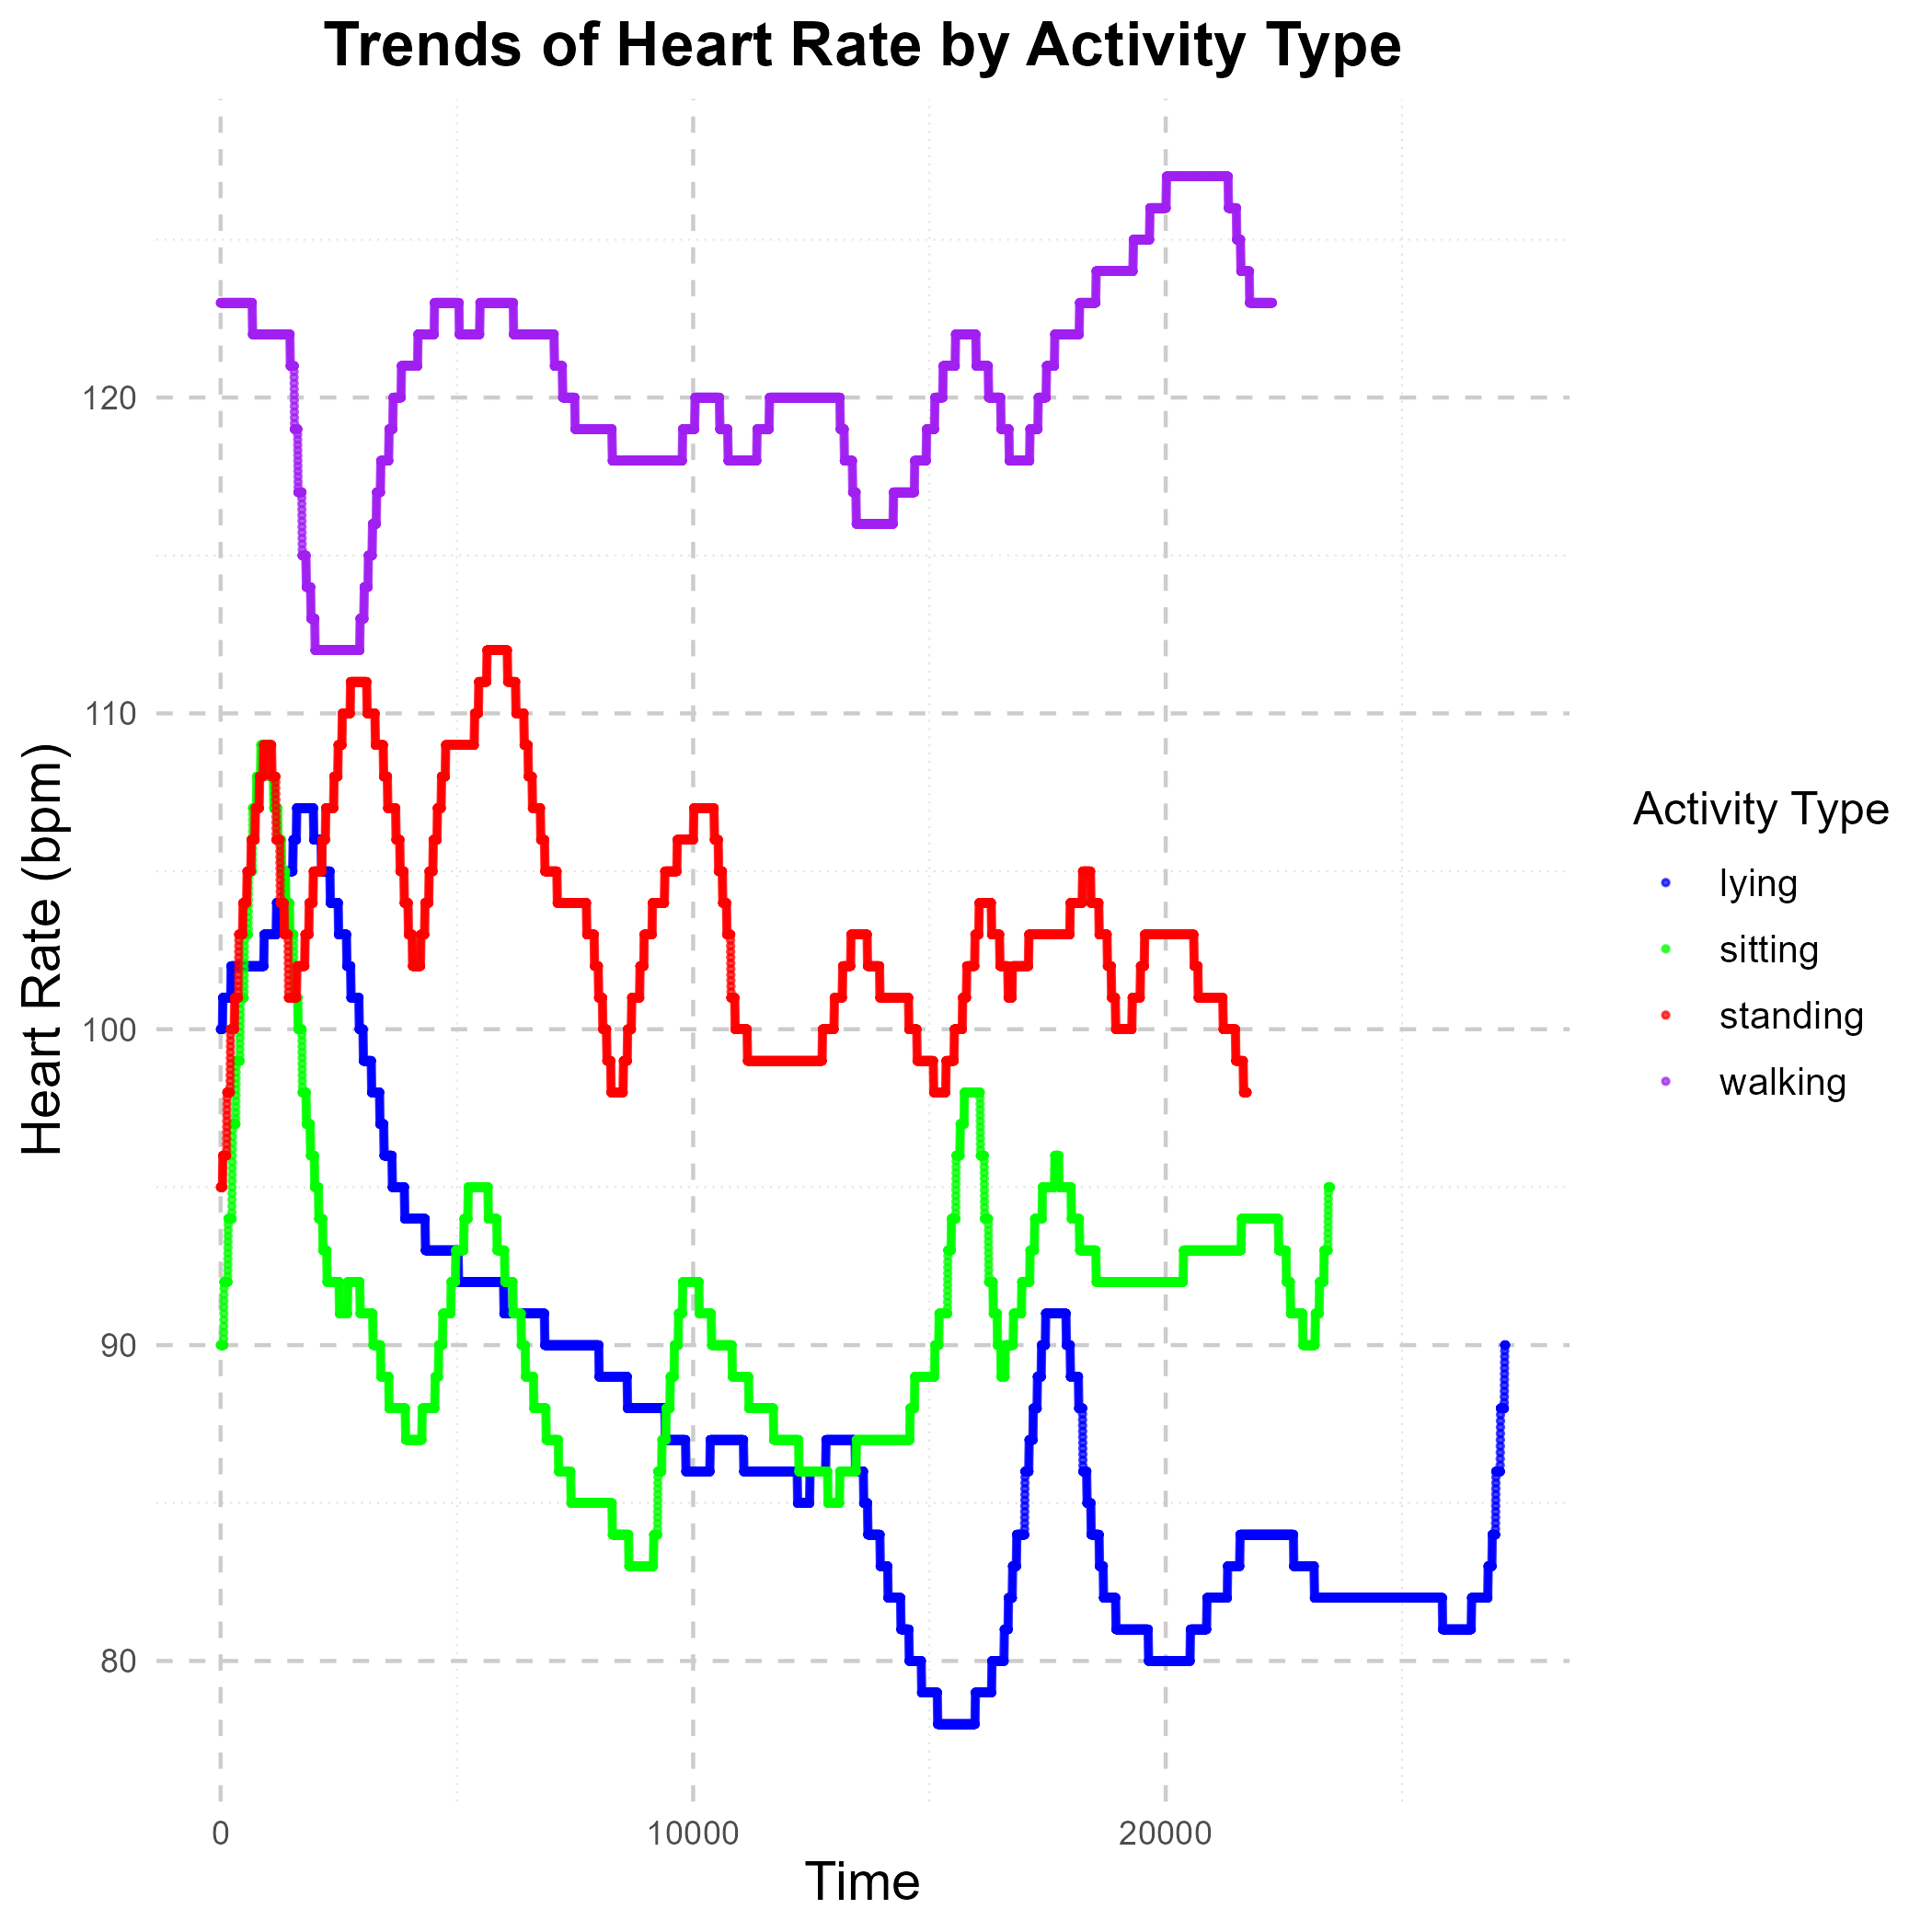 Trends of Heart Rate by Activity Type
Heart Rate (bpm)
120
110
100
90
80
0
10000
20000
Time
Activity Type
lying
sitting
standing
walking